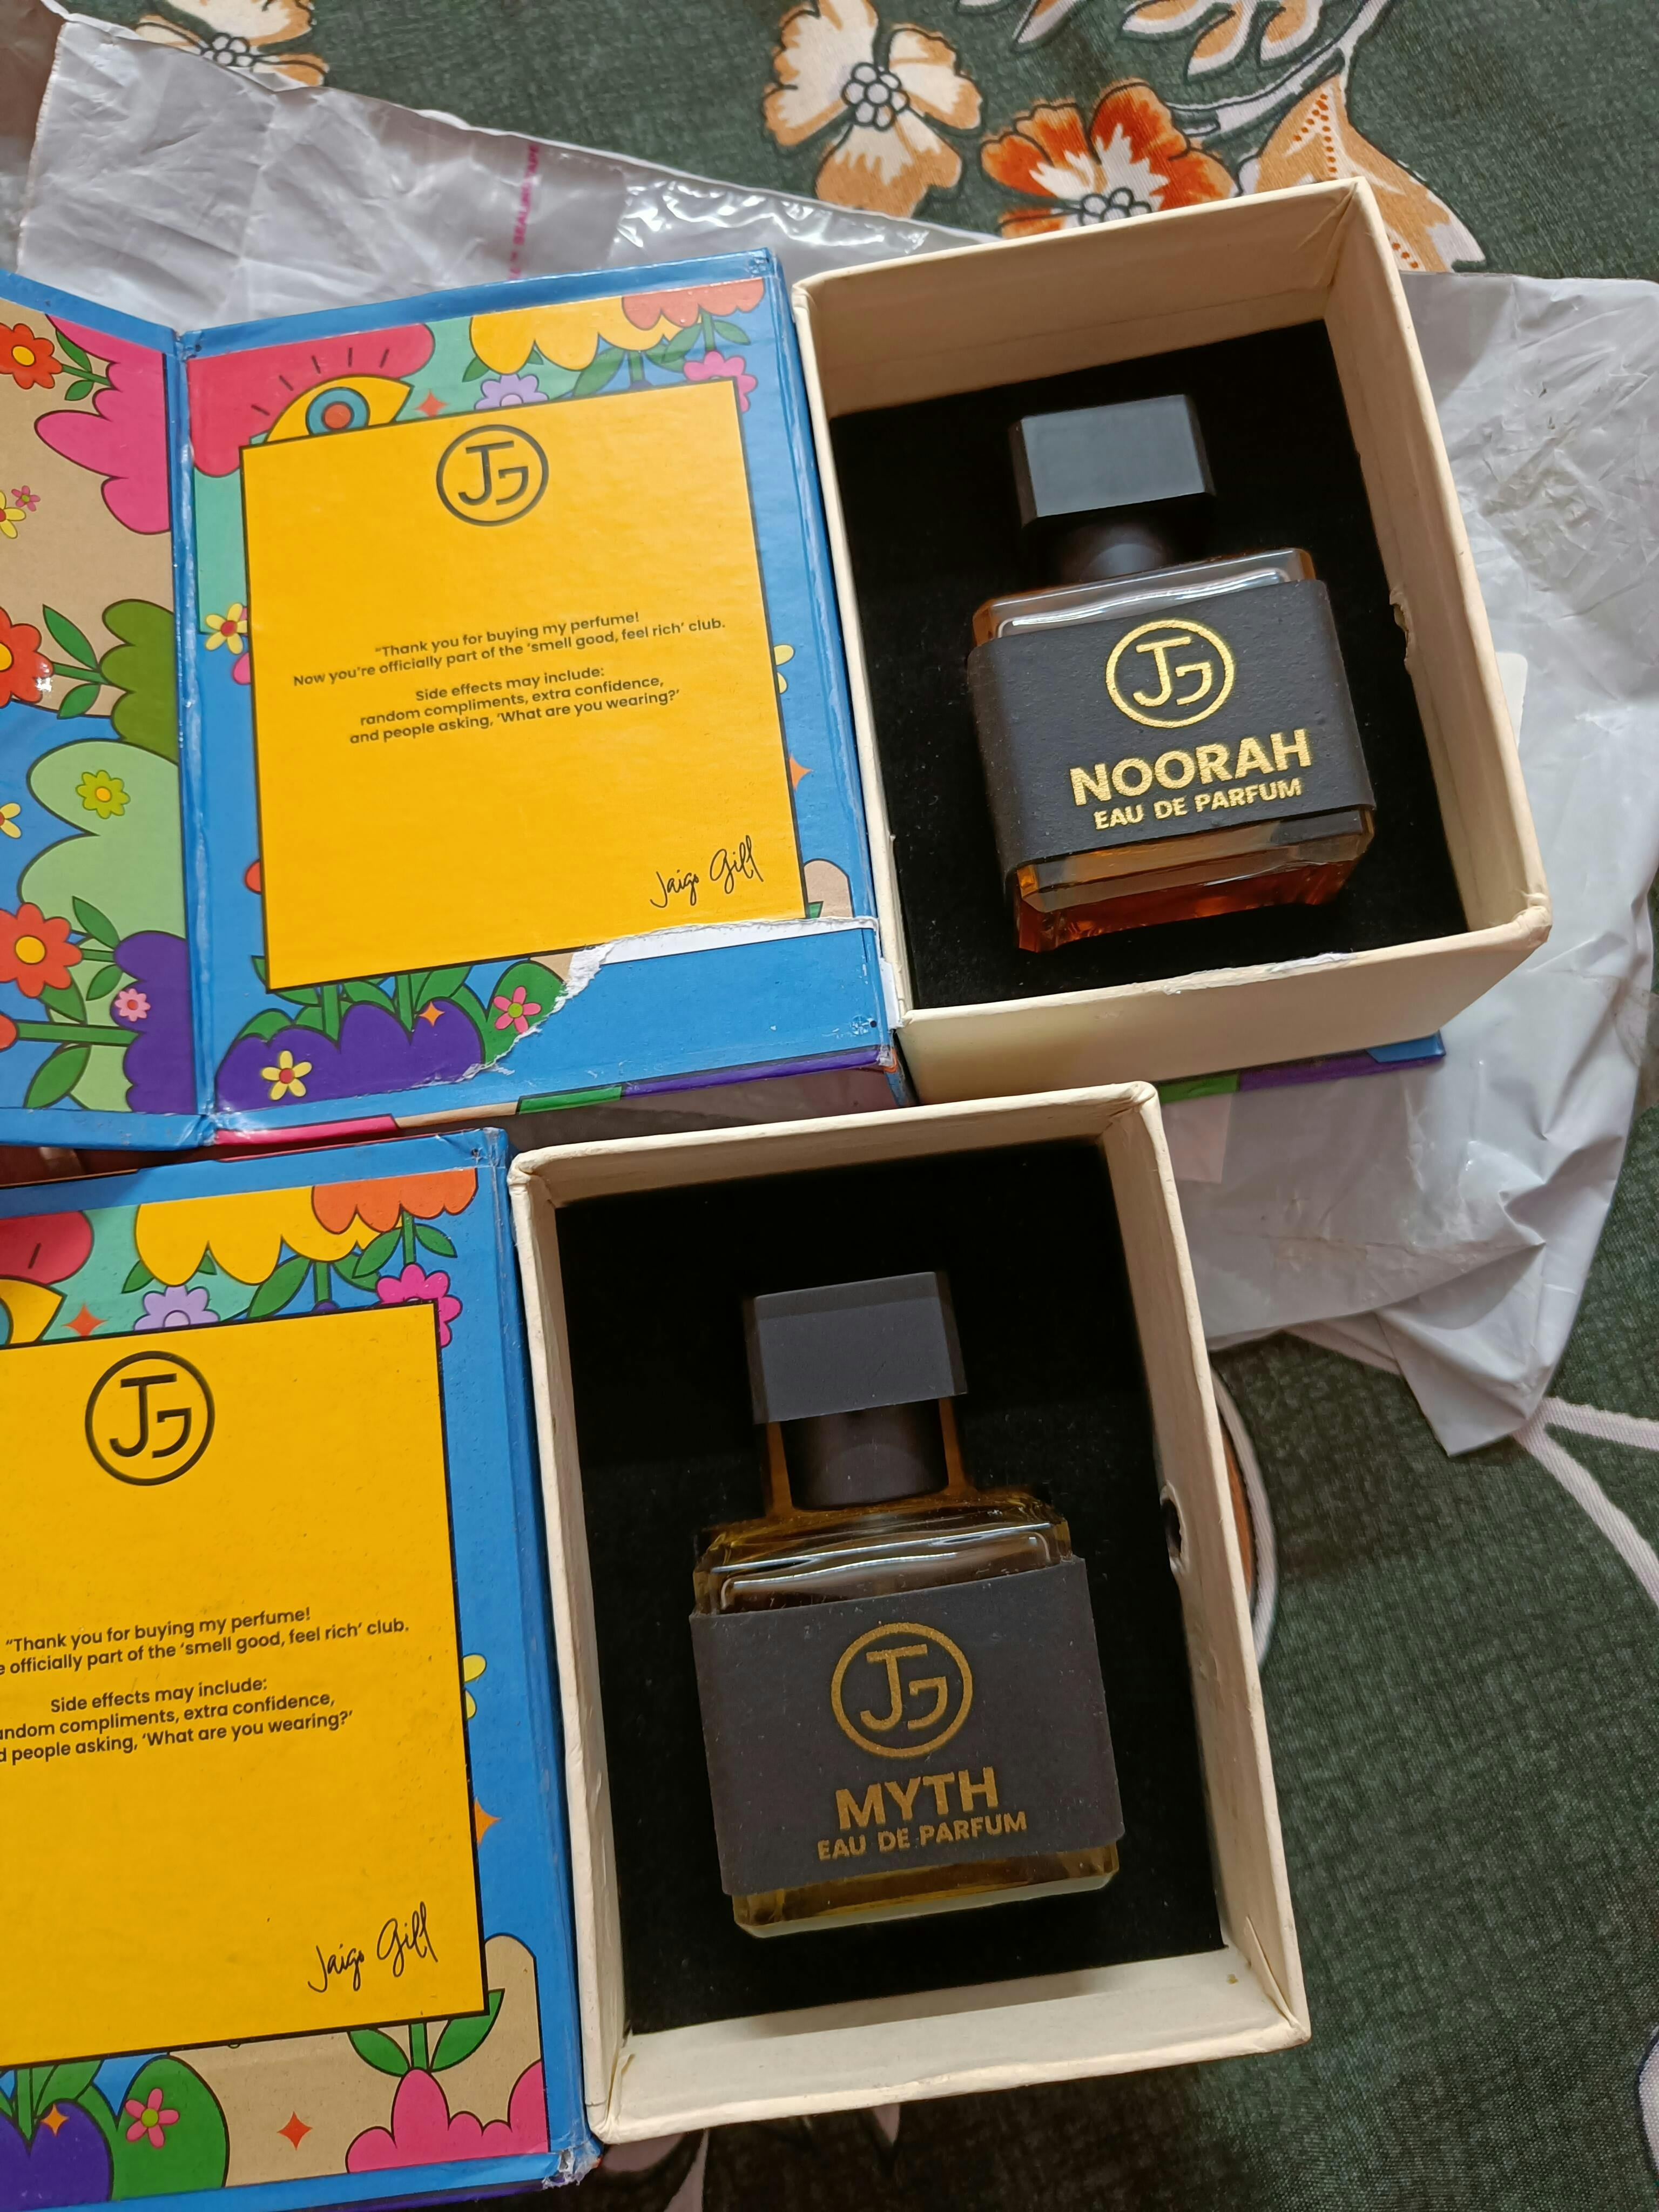 SEALING TAPE
JG
"Thank you for buying my perfume!
Now you're officially part of the 'smell good, feel rich' club.
Side effects may include:
random compliments, extra confidence,
and people asking, 'What are you wearing?'
Jaigo Gill
JG
NOORAH
EAU DE PARFUM
JG
"Thank you for buying my perfume!
officially part of the 'smell good, feel rich' club.
Side effects may include:
compliments, extra confidence,
people asking, 'What are you wearing?'
Jaigo Gill
JG
MYTH
EAU DE PARFUM